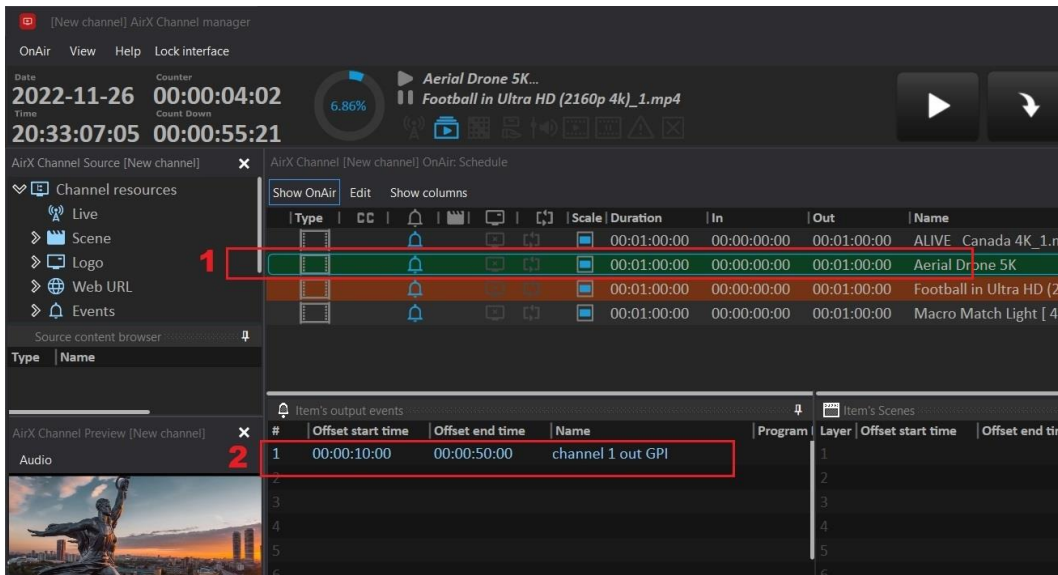 [New channel] AirX Channel manager
OnAir View Help Lock interface
Date Counter
2022-11-26 00:00:04:02
Time Count Down
20:33:07:05 00:00:55:21
6.86%
Aerial Drone 5K...
Football in Ultra HD (2160p 4k)_1.mp4
AirX Channel Source [New channel]
Channel resources
Live
Scene
Logo
Web URL
Events
Source content browser
Type Name
AirX Channel Preview [New channel]
Audio
AirX Channel [New channel] OnAir: Schedule
Show OnAir Edit Show columns
Type CC Scale Duration In Out Name
00:01:00:00 00:00:00:00 00:01:00:00 ALIVE Canada 4K_1.m
1
00:01:00:00 00:00:00:00 00:01:00:00 Aerial Drone 5K
00:01:00:00 00:00:00:00 00:01:00:00 Football in Ultra HD (2
00:01:00:00 00:00:00:00 00:01:00:00 Macro Match Light [ 4
Item's output events
# Offset start time Offset end time Name Program
2
1 00:00:10:00 00:00:50:00 channel 1 out GPI
2
3
4
5
6
Item's Scenes
Layer Offset start time Offset end tir
1
2
3
4
5
6